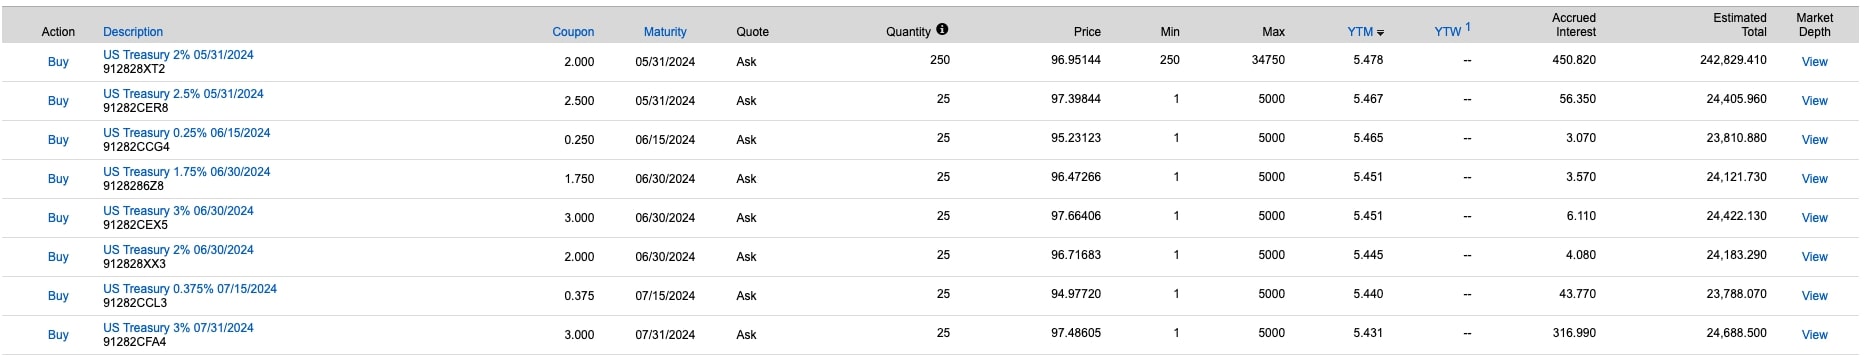 Action Description Coupon Maturity Quote Quantity Price Min Max YTM YTW 1 Accrued Interest Estimated Total Market Depth
Buy US Treasury 2% 05/31/2024 2.000 05/31/2024 Ask 250 96.95144 250 34750 5.478 -- 450.820 242,829.410 View
912828XT2
Buy US Treasury 2.5% 05/31/2024 2.500 05/31/2024 Ask 25 97.39844 1 5000 5.467 -- 56.350 24,405.960 View
91282CER8
Buy US Treasury 0.25% 06/15/2024 0.250 06/15/2024 Ask 25 95.23123 1 5000 5.465 -- 3.070 23,810.880 View
91282CCG4
Buy US Treasury 1.75% 06/30/2024 1.750 06/30/2024 Ask 25 96.47266 1 5000 5.451 -- 3.570 24,121.730 View
9128286Z8
Buy US Treasury 3% 06/30/2024 3.000 06/30/2024 Ask 25 97.66406 1 5000 5.451 -- 6.110 24,422.130 View
91282CEX5
Buy US Treasury 2% 06/30/2024 2.000 06/30/2024 Ask 25 96.71683 1 5000 5.445 -- 4.080 24,183.290 View
912828XX3
Buy US Treasury 0.375% 07/15/2024 0.375 07/15/2024 Ask 25 94.97720 1 5000 5.440 -- 43.770 23,788.070 View
91282CCL3
Buy US Treasury 3% 07/31/2024 3.000 07/31/2024 Ask 25 97.48605 1 5000 5.431 -- 316.990 24,688.500 View
91282CFA4